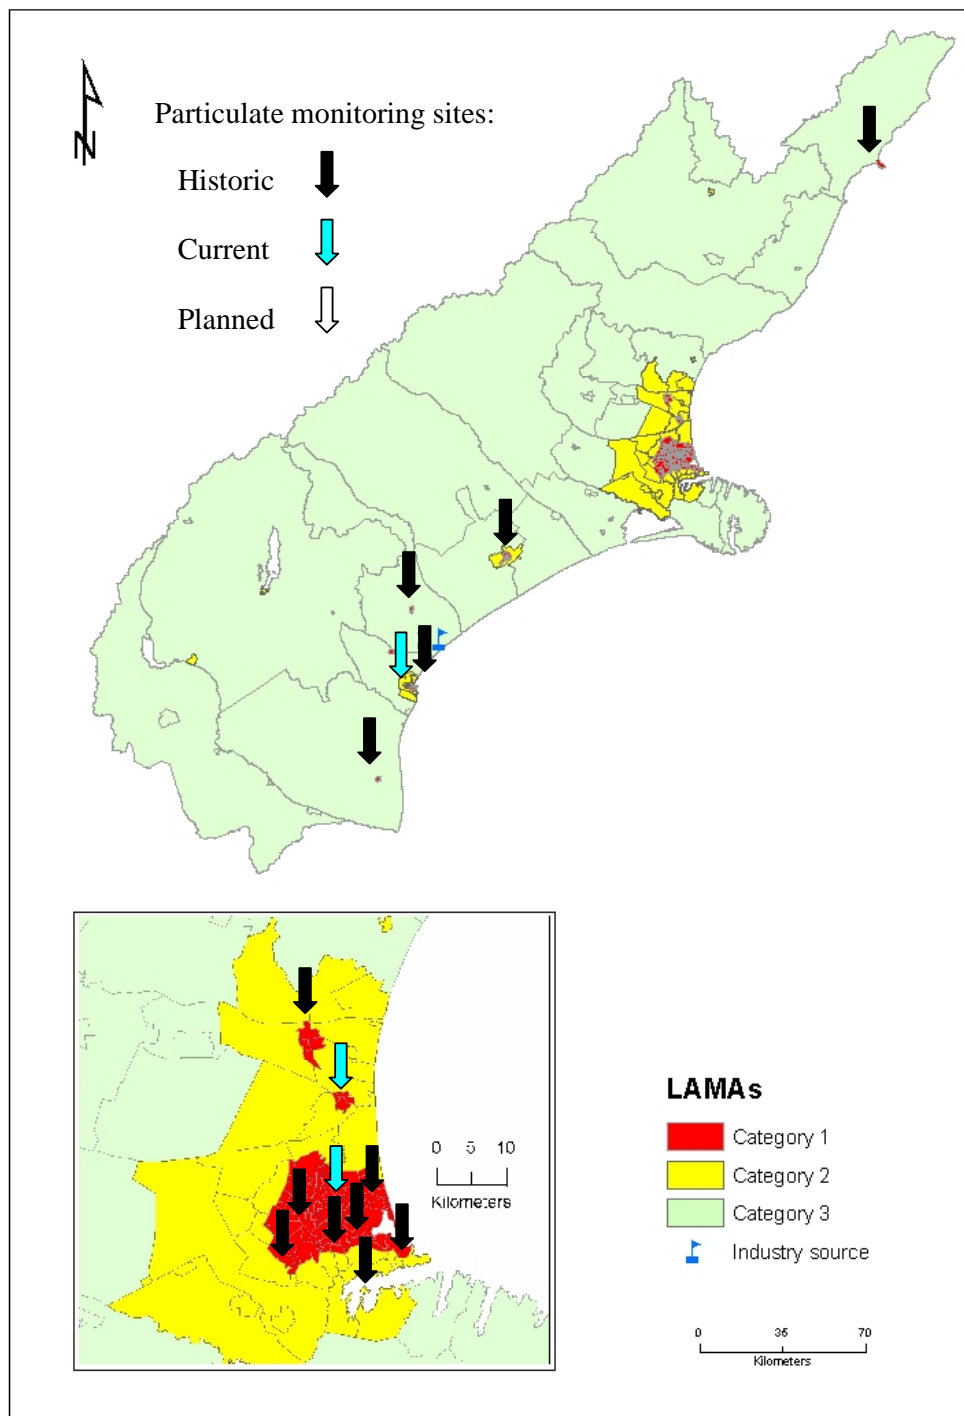 N
Particulate monitoring sites:
Historic
Current
Planned
0 5 10
Kilometers
LAMAs
Category 1
Category 2
Category 3
Industry source
0 35 70
Kilometers